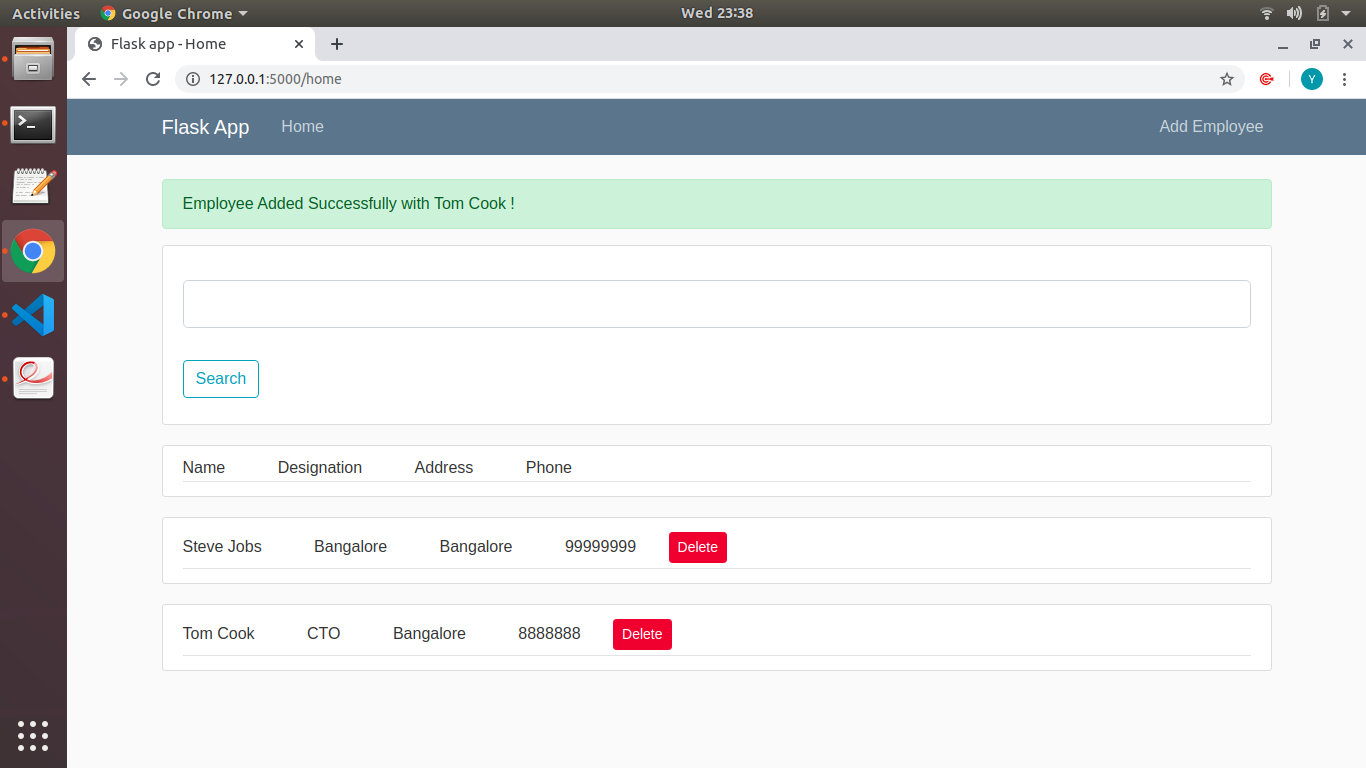 Activities Google Chrome Wed 23:38
Flask app - Home
127.0.0.1:5000/home Y
Flask App Home Add Employee
Employee Added Successfully with Tom Cook !
Search
Name Designation Address Phone
Steve Jobs Bangalore Bangalore 99999999 Delete
Tom Cook CTO Bangalore 8888888 Delete